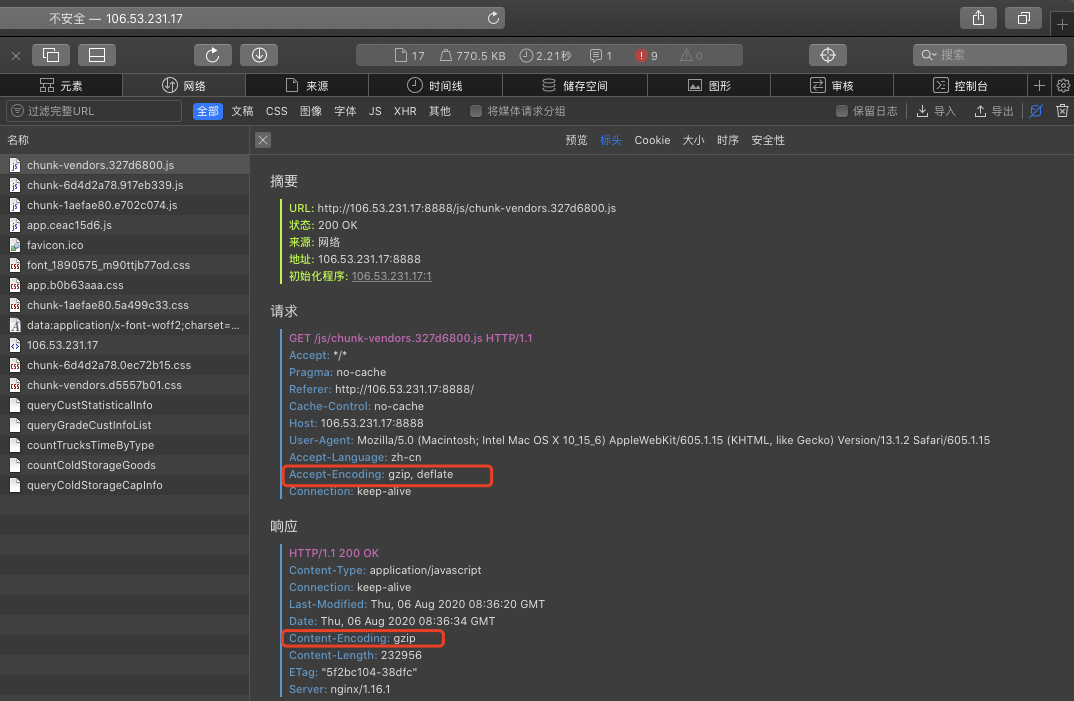 不安全 — 106.53.231.17
17 770.5 KB 2.21秒 1 9 0 搜索
元素 网络 来源 时间线 储存空间 图形 审核 控制台
过滤完整URL 全部 文稿 CSS 图像 字体 JS XHR 其他 将媒体请求分组 保留日志 导入 导出
名称
预览 标头 Cookie 大小 时序 安全性
chunk-vendors.327d6800.js
chunk-6d4d2a78.917eb339.js
chunk-1aefae80.e702c074.js
app.ceac15d6.js
favicon.ico
font_1890575_m90ttjb77od.css
app.b0b63aaa.css
chunk-1aefae80.5a499c33.css
data:application/x-font-woff2;charset=...
106.53.231.17
chunk-6d4d2a78.0ec72b15.css
chunk-vendors.d5557b01.css
queryCustStatisticalInfo
queryGradeCustInfoList
countTrucksTimeByType
countColdStorageGoods
queryColdStorageCapInfo
摘要
URL: http://106.53.231.17:8888/js/chunk-vendors.327d6800.js
状态: 200 OK
来源: 网络
地址: 106.53.231.17:8888
初始化程序: 106.53.231.17:1
请求
GET /js/chunk-vendors.327d6800.js HTTP/1.1
Accept: */*
Pragma: no-cache
Referer: http://106.53.231.17:8888/
Cache-Control: no-cache
Host: 106.53.231.17:8888
User-Agent: Mozilla/5.0 (Macintosh; Intel Mac OS X 10_15_6) AppleWebKit/605.1.15 (KHTML, like Gecko) Version/13.1.2 Safari/605.1.15
Accept-Language: zh-cn
Accept-Encoding: gzip, deflate
Connection: keep-alive
响应
HTTP/1.1 200 OK
Content-Type: application/javascript
Connection: keep-alive
Last-Modified: Thu, 06 Aug 2020 08:36:20 GMT
Date: Thu, 06 Aug 2020 08:36:34 GMT
Content-Encoding: gzip
Content-Length: 232956
ETag: "5f2bc104-38dfc"
Server: nginx/1.16.1